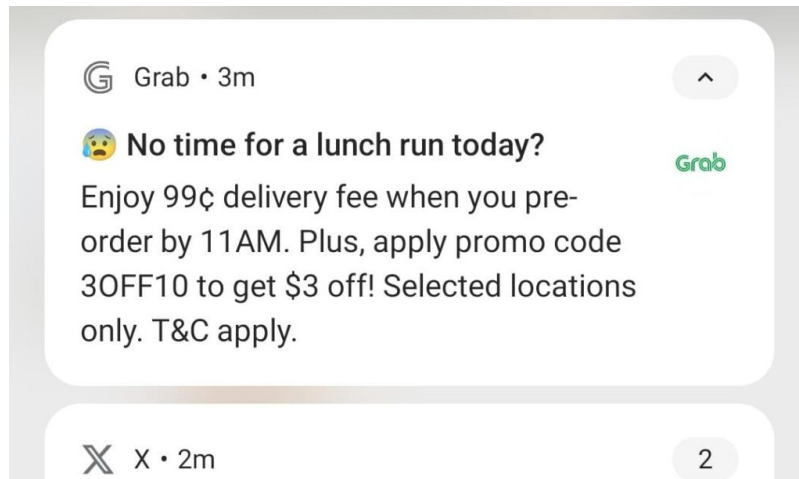 Grab • 3m
😰 No time for a lunch run today?
Grab
Enjoy 99¢ delivery fee when you pre-
order by 11AM. Plus, apply promo code
3OFF10 to get $3 off! Selected locations
only. T&C apply.
X • 2m
2